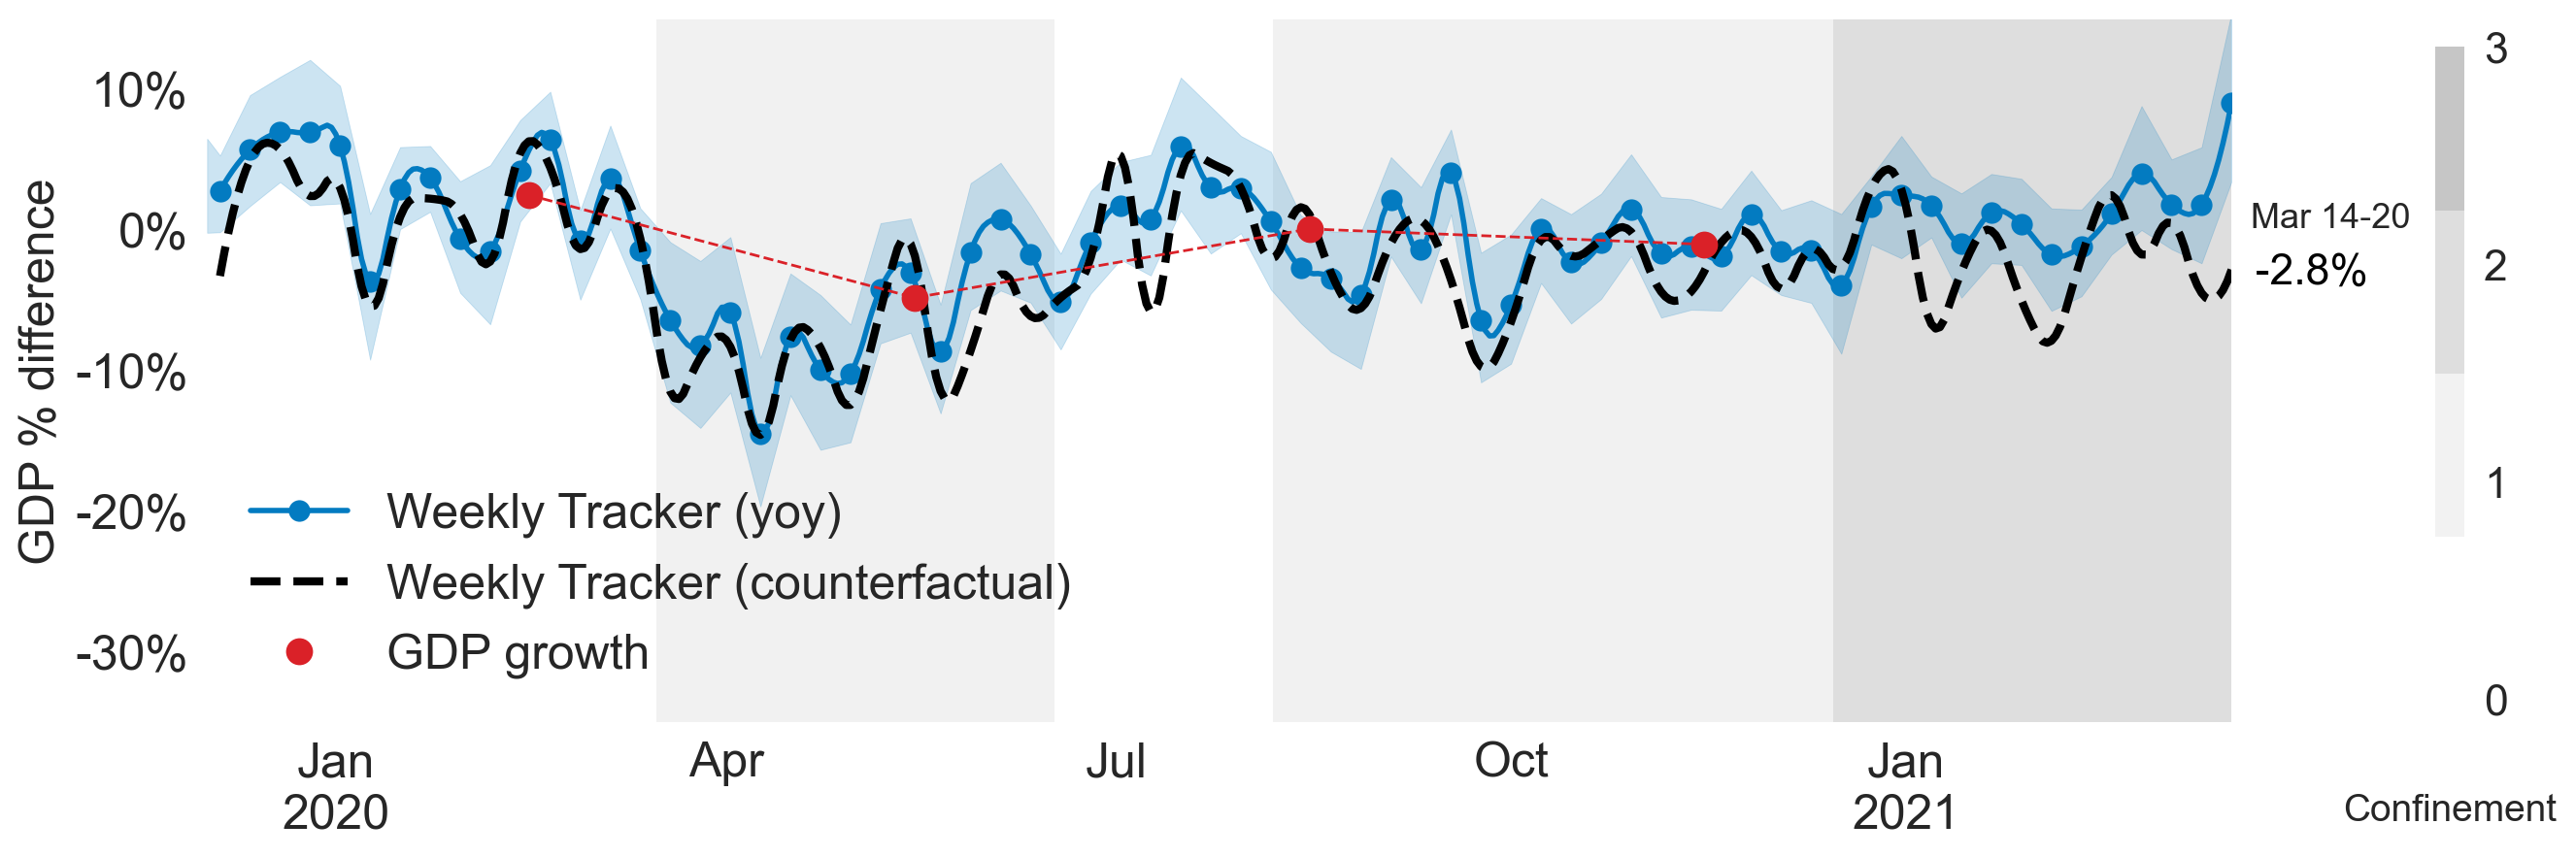 GDP % difference
10%
0%
-10%
-20%
-30%
Weekly Tracker (yoy)
Weekly Tracker (counterfactual)
GDP growth
Jan
2020
Apr
Jul
Oct
Jan
2021
Mar 14-20
-2.8%
3
2
1
0
Confinement